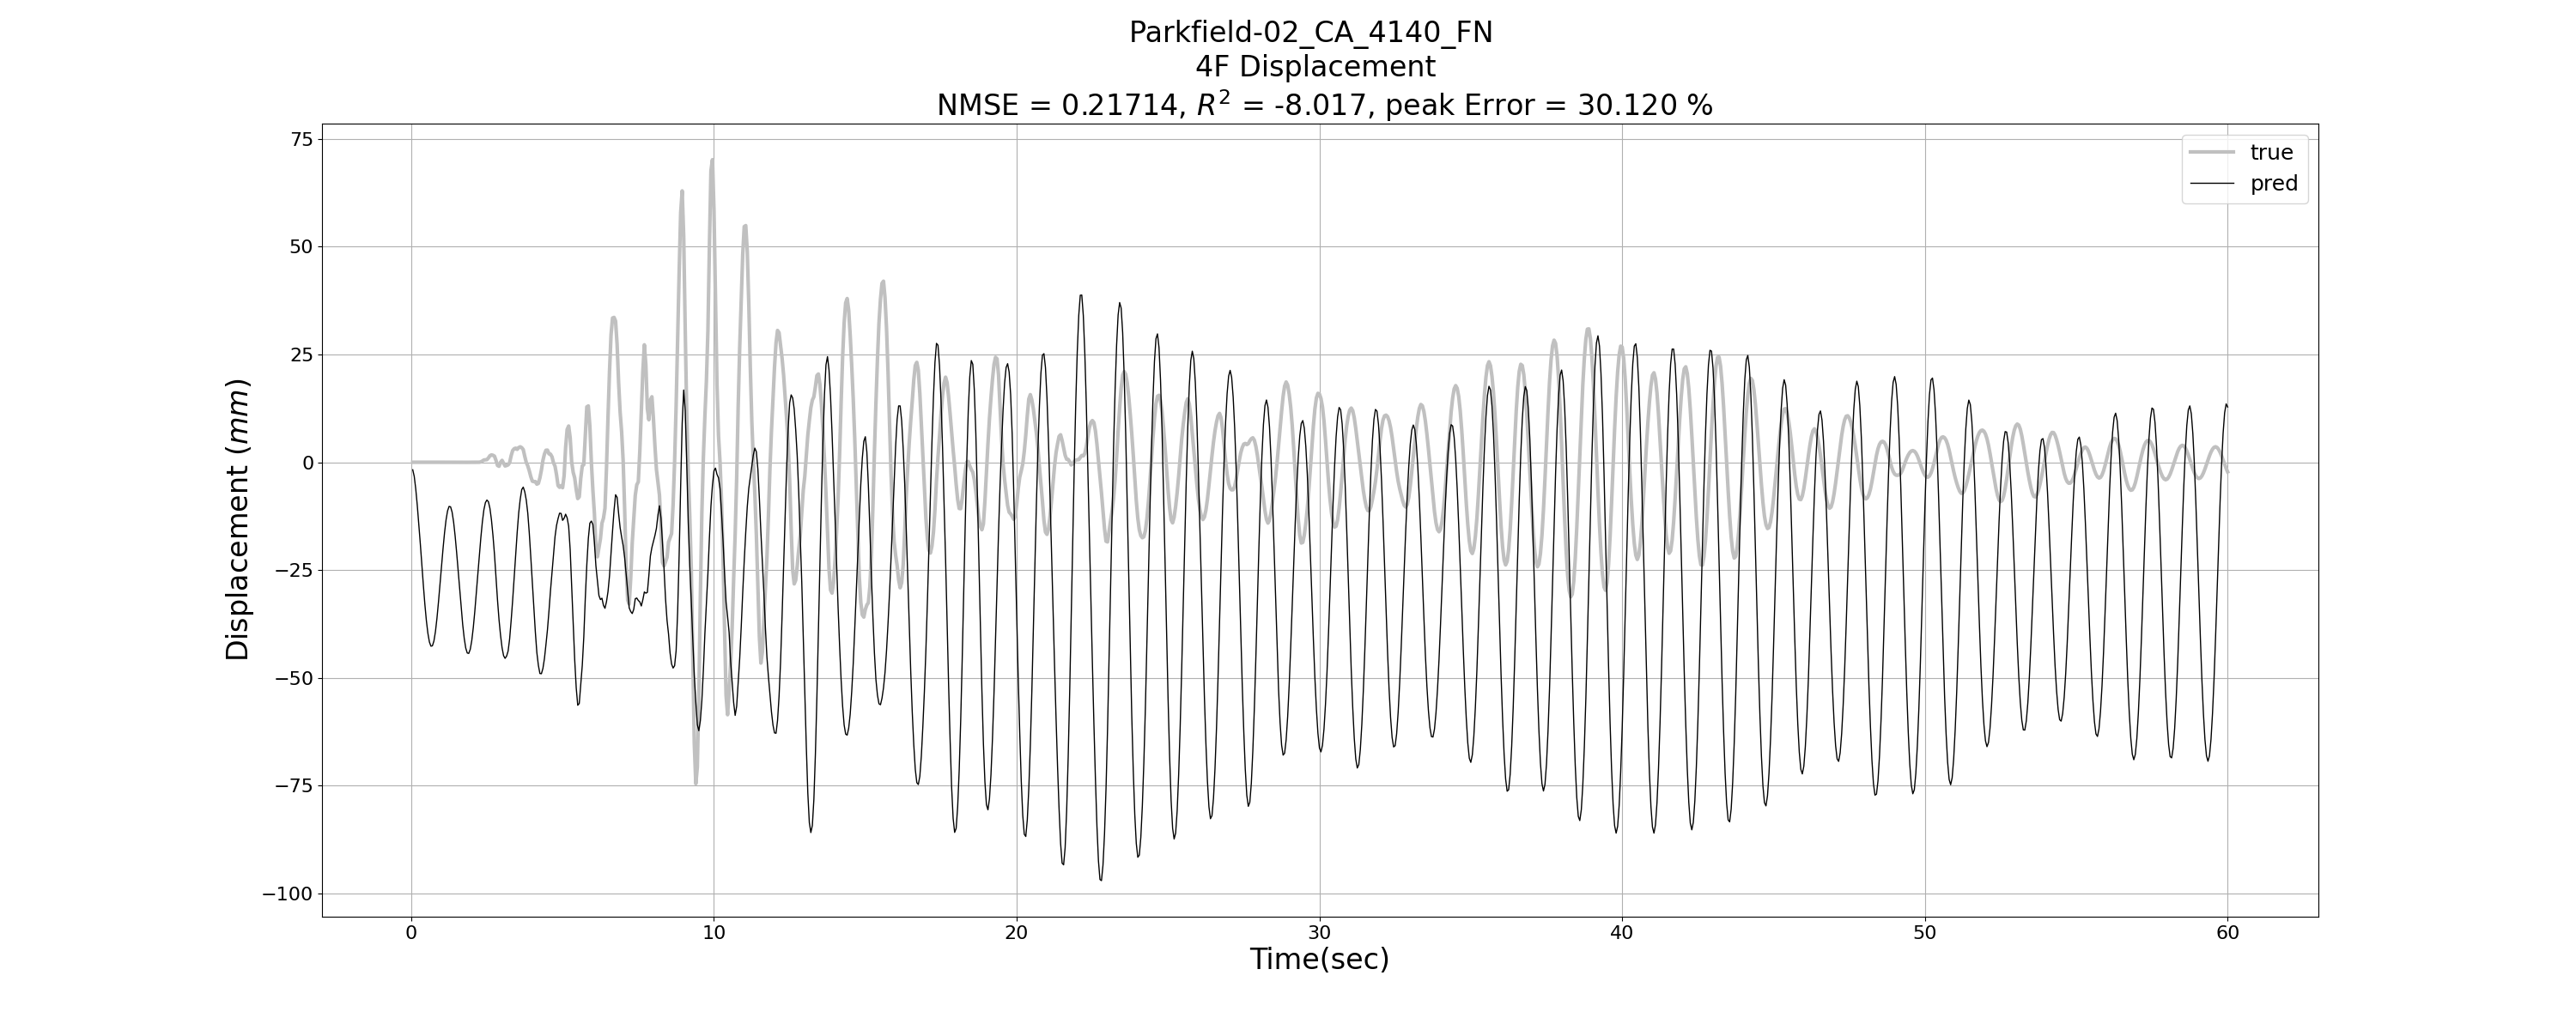 Parkfield-02_CA_4140_FN
4F Displacement
NMSE = 0.21714, R² = -8.017, peak Error = 30.120 %
true
pred
Displacement (mm)
75
50
25
0
−25
−50
−75
−100
0 10 20 30 40 50 60
Time(sec)